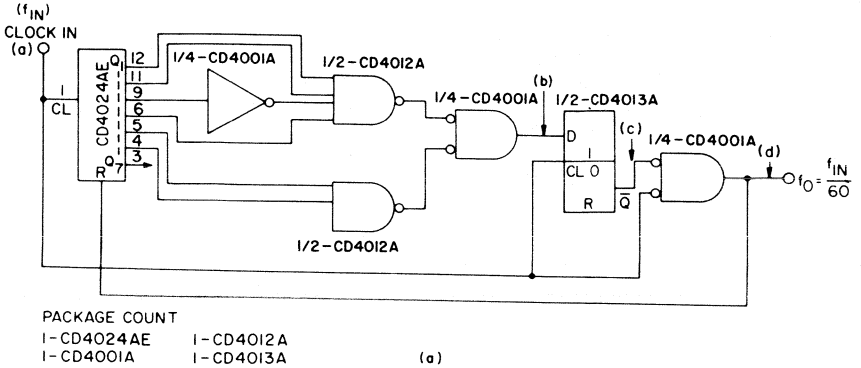 (fIN)
CLOCK IN
(a)
1
CL
CD4024AE
Q1
12
11
9
6
5
4
3
Q7
R
1/4-CD4001A
1/2-CD4012A
1/2-CD4012A
1/4-CD4001A
(b)
1/2-CD4013A
D
1
CL 0
R
Q̅
(c)
1/4-CD4001A
(d)
fO = fIN/60
PACKAGE COUNT
1-CD4024AE 1-CD4012A
1-CD4001A 1-CD4013A
(a)